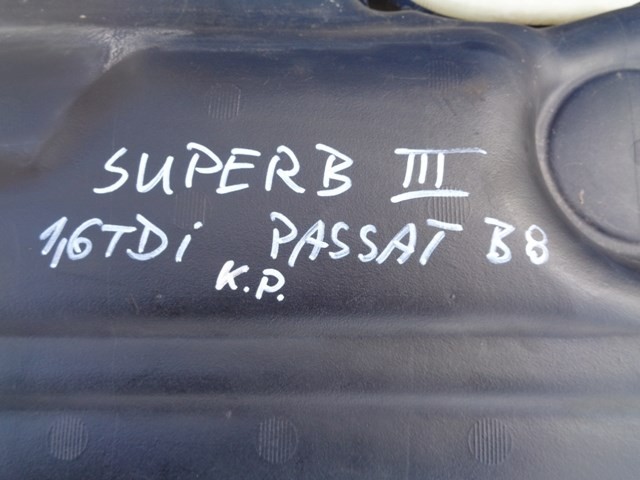 SUPERB III
1,6TDi PASSAT B8
K.P.